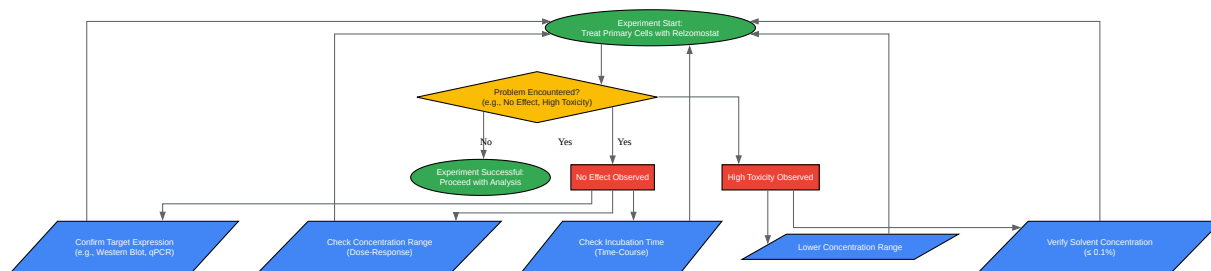 Experiment Start:
Treat Primary Cells with Relzomostat
Problem Encountered?
(e.g., No Effect, High Toxicity)
No
Yes
Yes
Experiment Successful:
Proceed with Analysis
No Effect Observed
High Toxicity Observed
Confirm Target Expression
(e.g., Western Blot, qPCR)
Check Concentration Range
(Dose-Response)
Check Incubation Time
(Time-Course)
Lower Concentration Range
Verify Solvent Concentration
(≤ 0.1%)